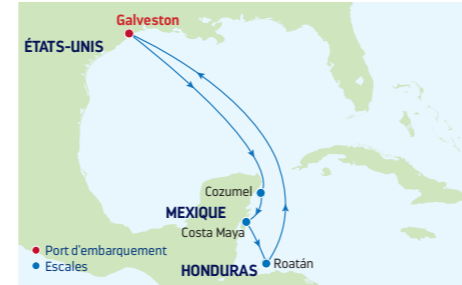 Galveston
ÉTATS-UNIS
Cozumel
MEXIQUE
Costa Maya
Port d'embarquement
Escales
HONDURAS
Roatán